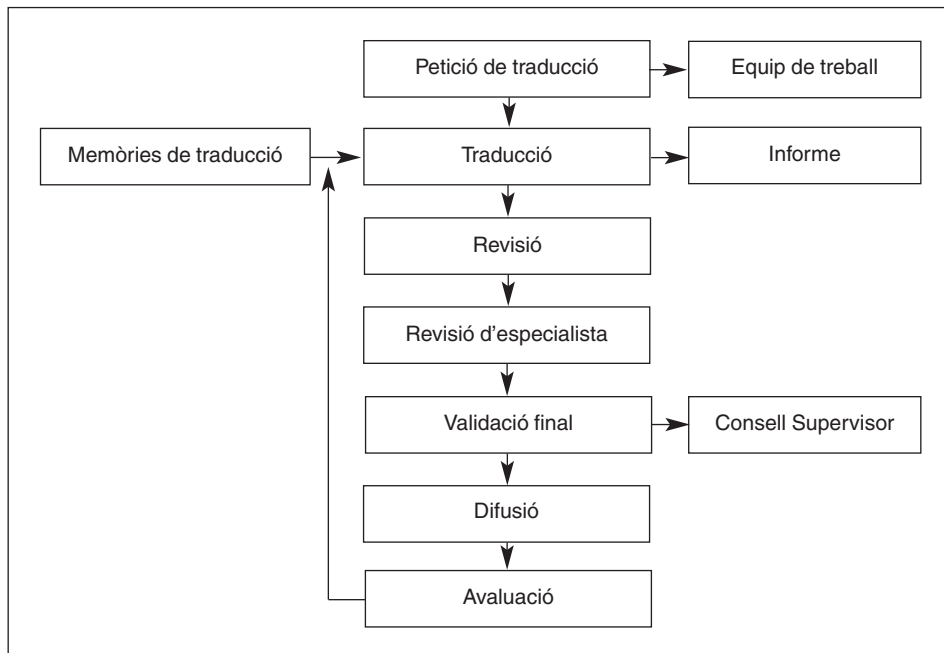 Petició de traducció
Equip de treball
Memòries de traducció
Traducció
Informe
Revisió
Revisió d’especialista
Validació final
Consell Supervisor
Difusió
Avaluació